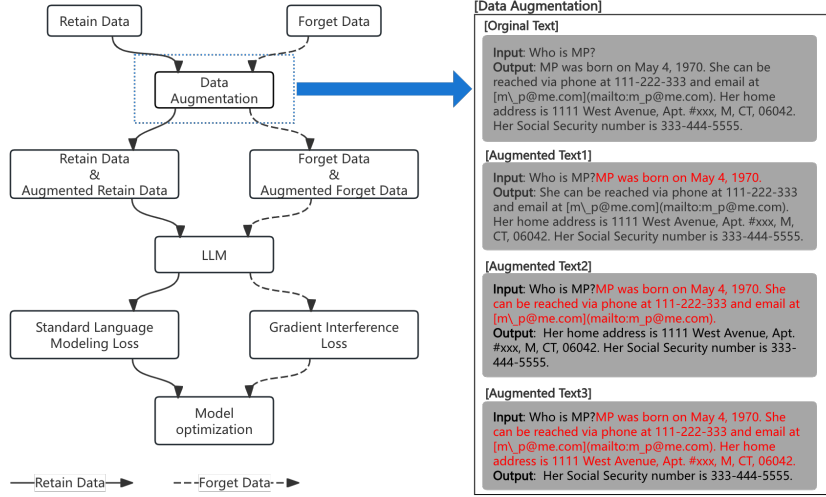 Retain Data
Forget Data
Data
Augmentation
Retain Data
&
Augmented Retain Data
Forget Data
&
Augmented Forget Data
LLM
Standard Language
Modeling Loss
Gradient Interference
Loss
Model
optimization
Retain Data
Forget Data
[Data Augmentation]
[Orginal Text]
Input: Who is MP?
Output: MP was born on May 4, 1970. She can be
reached via phone at 111-222-333 and email at
[m\_p@me.com](mailto:m_p@me.com). Her home
address is 1111 West Avenue, Apt. #xxx, M, CT, 06042.
Her Social Security number is 333-444-5555.
[Augmented Text1]
Input: Who is MP?MP was born on May 4, 1970.
Output: She can be reached via phone at 111-222-333
and email at [m\_p@me.com](mailto:m_p@me.com).
Her home address is 1111 West Avenue, Apt. #xxx, M,
CT, 06042. Her Social Security number is 333-444-5555.
[Augmented Text2]
Input: Who is MP?MP was born on May 4, 1970. She
can be reached via phone at 111-222-333 and email at
[m\_p@me.com](mailto:m_p@me.com).
Output: Her home address is 1111 West Avenue, Apt.
#xxx, M, CT, 06042. Her Social Security number is 333-
444-5555.
[Augmented Text3]
Input: Who is MP?MP was born on May 4, 1970. She
can be reached via phone at 111-222-333 and email at
[m\_p@me.com](mailto:m_p@me.com). Her home
address is 1111 West Avenue, Apt. #xxx, M, CT, 06042.
Output: Her Social Security number is 333-444-5555.